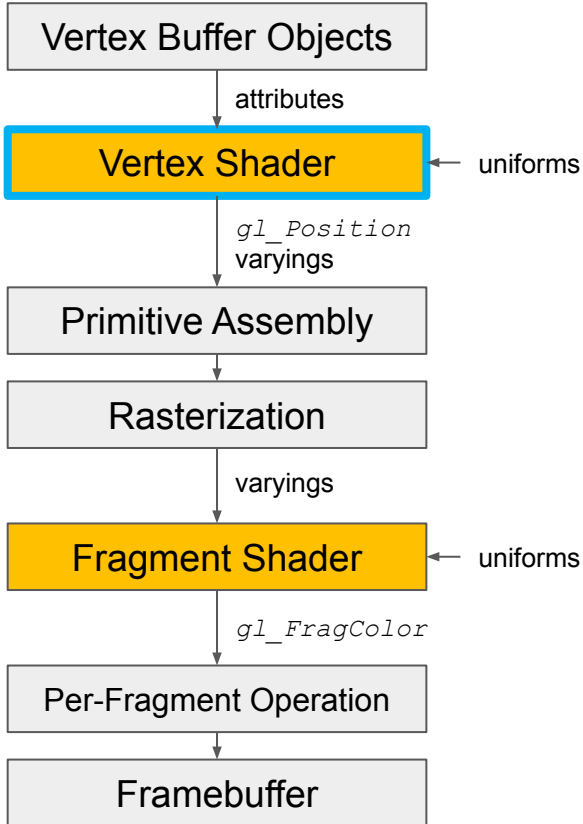 Vertex Buffer Objects
attributes
Vertex Shader
uniforms
gl_Position
varyings
Primitive Assembly
Rasterization
varyings
Fragment Shader
uniforms
gl_FragColor
Per-Fragment Operation
Framebuffer